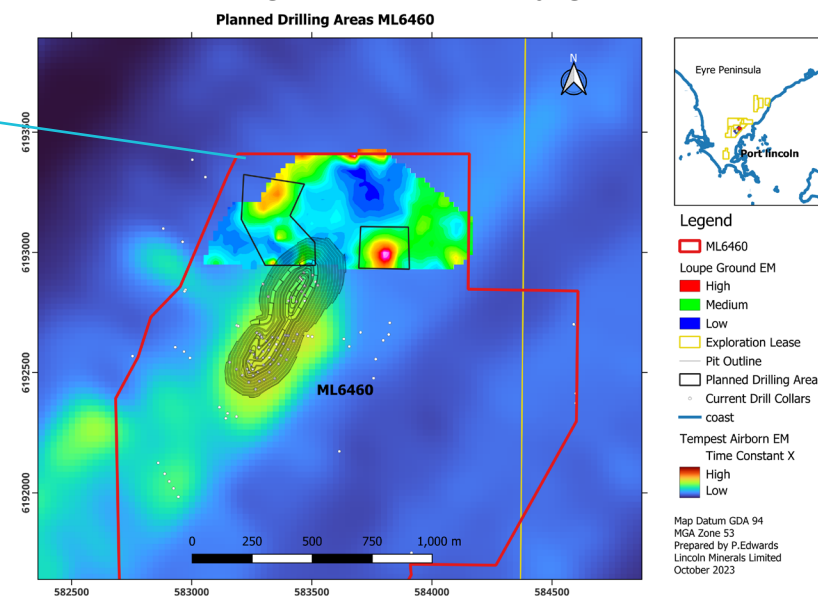 Planned Drilling Areas ML6460
N
6193500
6193000
6192500
6192000
ML6460
0 250 500 750 1,000 m
582500 583000 583500 584000 584500
Eyre Peninsula
Port lincoln
Legend
ML6460
Loupe Ground EM
High
Medium
Low
Exploration Lease
Pit Outline
Planned Drilling Area
Current Drill Collars
coast
Tempest Airborn EM
Time Constant X
High
Low
Map Datum GDA 94
MGA Zone 53
Prepared by P.Edwards
Lincoln Minerals Limited
October 2023